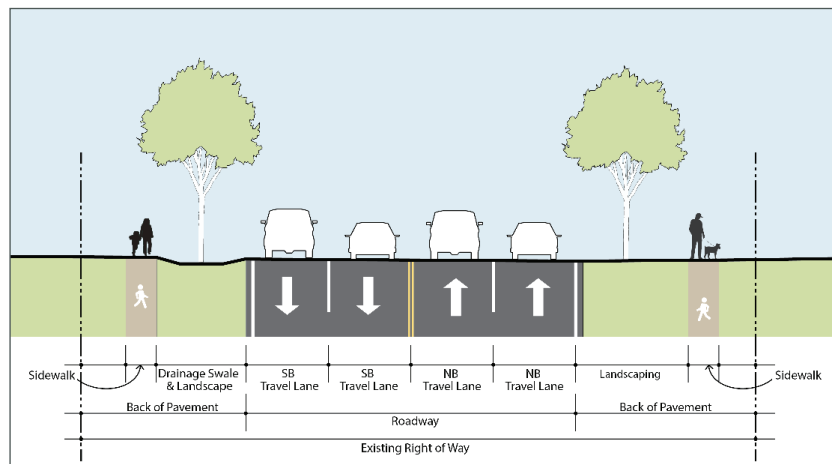 Sidewalk
Drainage Swale
& Landscape
SB
Travel Lane
SB
Travel Lane
NB
Travel Lane
NB
Travel Lane
Landscaping
Sidewalk
Back of Pavement
Roadway
Back of Pavement
Existing Right of Way